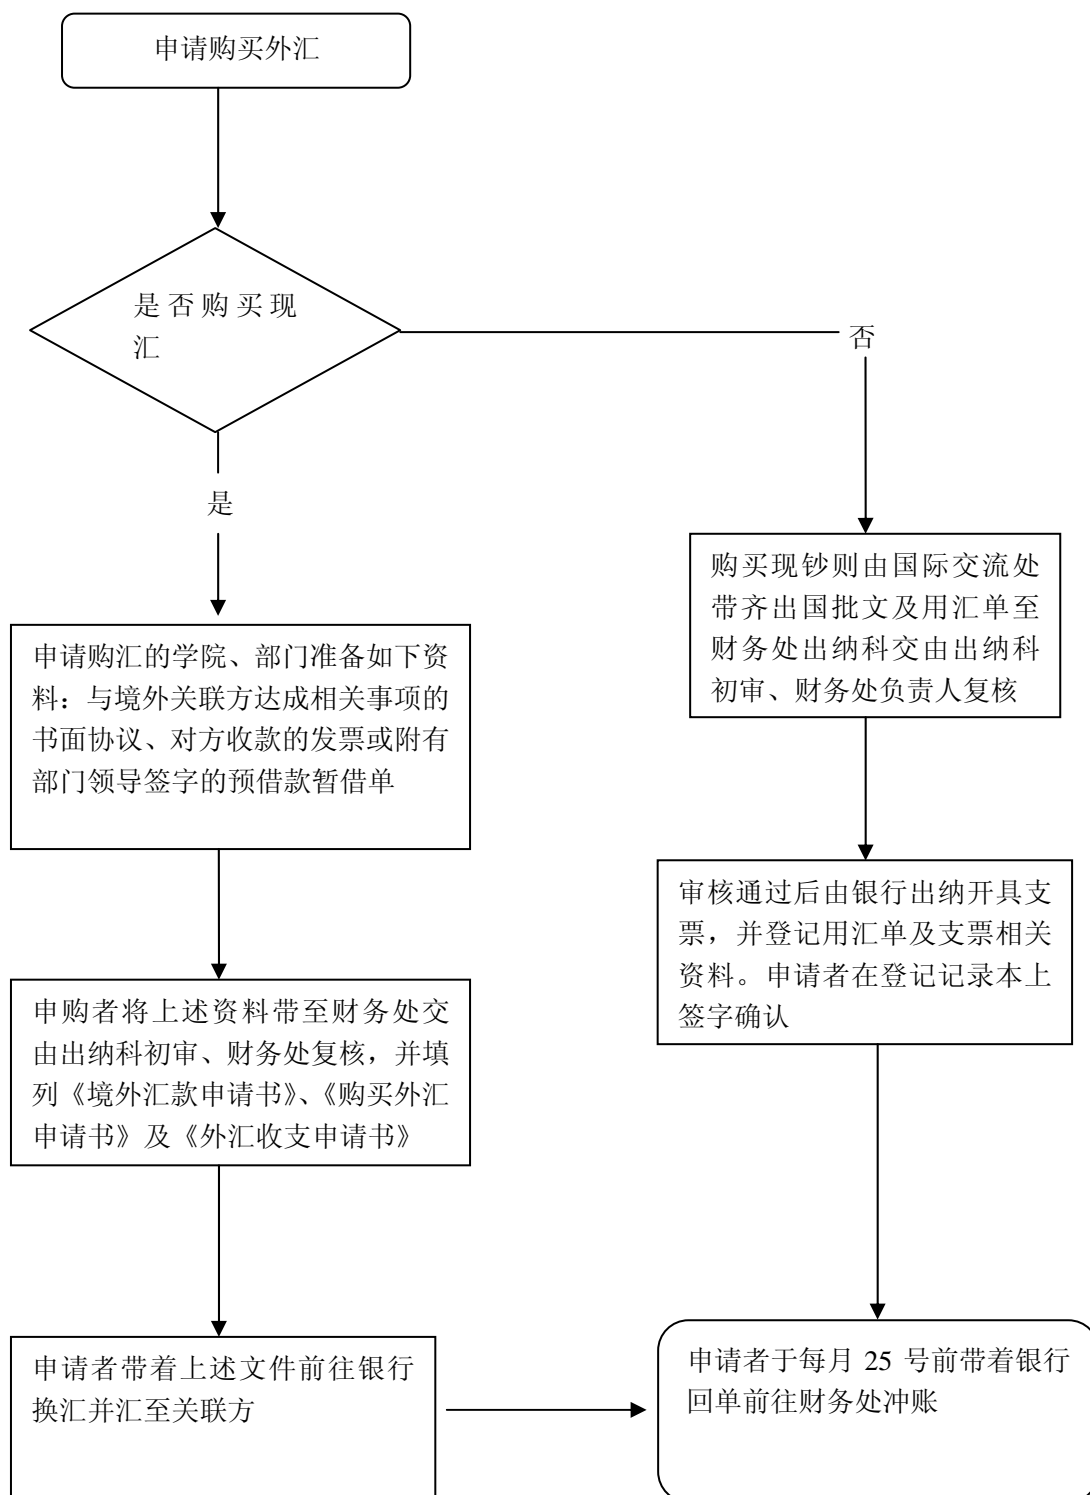 申请购买外汇
是否购买现
汇
否
是
购买现钞则由国际交流处
带齐出国批文及用汇单至
财务处出纳科交由出纳科
初审、财务处负责人复核
申请购汇的学院、部门准备如下资
料：与境外关联方达成相关事项的
书面协议、对方收款的发票或附有
部门领导签字的预借款暂借单
审核通过后由银行出纳开具支
票，并登记用汇单及支票相关
资料。申请者在登记记录本上
签字确认
申购者将上述资料带至财务处交
由出纳科初审、财务处复核，并填
列《境外汇款申请书》、《购买外汇
申请书》及《外汇收支申请书》
申请者带着上述文件前往银行
换汇并汇至关联方
申请者于每月 25 号前带着银行
回单前往财务处冲账